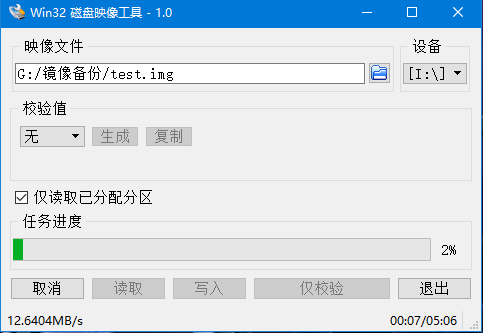 Win32 磁盘映像工具 - 1.0
映像文件
设备
G:/镜像备份/test.img
[I:\]
校验值
无
生成
复制
仅读取已分配分区
任务进度
2%
取消
读取
写入
仅校验
退出
12.6404MB/s
00:07/05:06